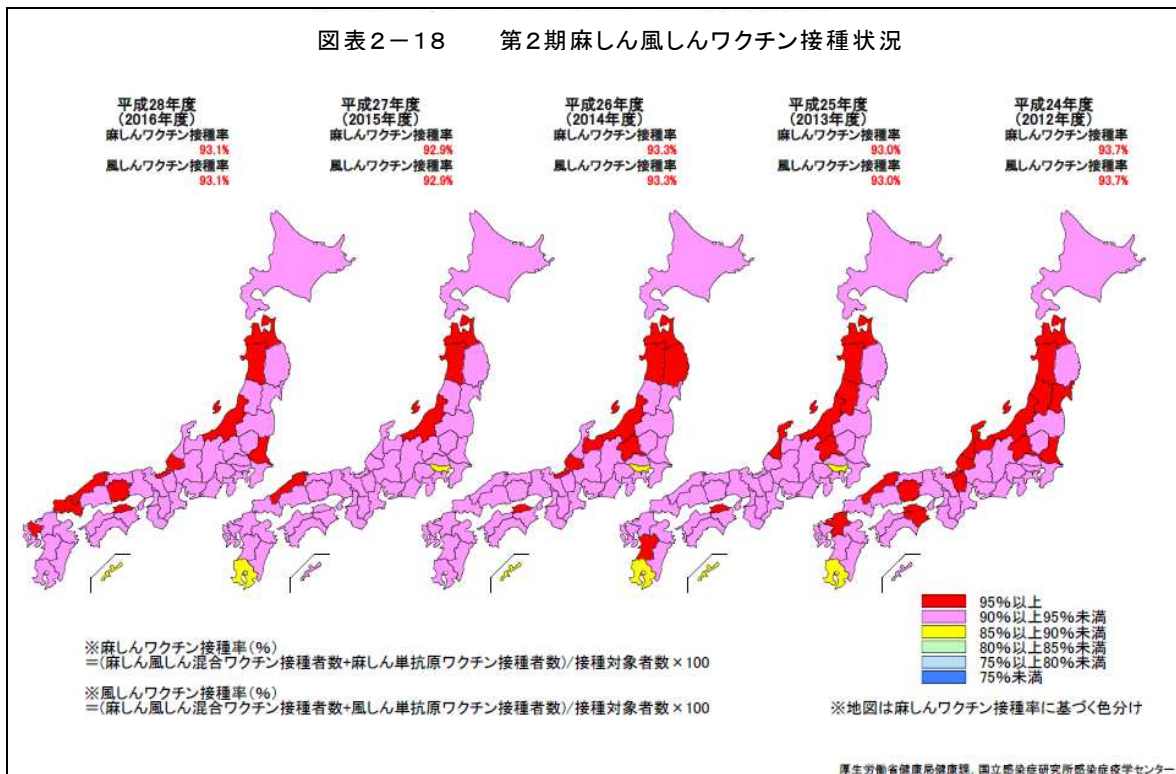 図表2-18　第2期麻しん風しんワクチン接種状況
平成28年度
(2016年度)
麻しんワクチン接種率
93.1%
風しんワクチン接種率
93.1%
平成27年度
(2015年度)
麻しんワクチン接種率
92.9%
風しんワクチン接種率
92.9%
平成26年度
(2014年度)
麻しんワクチン接種率
93.3%
風しんワクチン接種率
93.3%
平成25年度
(2013年度)
麻しんワクチン接種率
93.0%
風しんワクチン接種率
93.0%
平成24年度
(2012年度)
麻しんワクチン接種率
93.7%
風しんワクチン接種率
93.7%
95%以上
90%以上95%未満
85%以上90%未満
80%以上85%未満
75%以上80%未満
75%未満
※麻しんワクチン接種率(%)
=(麻しん風しん混合ワクチン接種者数+麻しん単抗原ワクチン接種者数)/接種対象者数×100
※風しんワクチン接種率(%)
=(麻しん風しん混合ワクチン接種者数+風しん単抗原ワクチン接種者数)/接種対象者数×100
※地図は麻しんワクチン接種率に基づく色分け
厚生労働省健康局健康課、国立感染症研究所感染症疫学センター